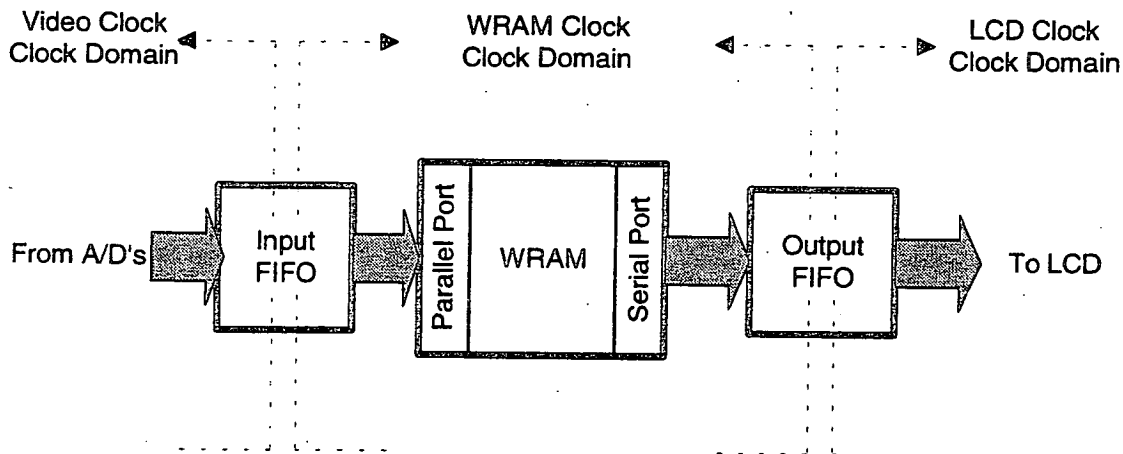 Video Clock
Clock Domain
WRAM Clock
Clock Domain
LCD Clock
Clock Domain
From A/D's
Input
FIFO
Parallel Port
WRAM
Serial Port
Output
FIFO
To LCD